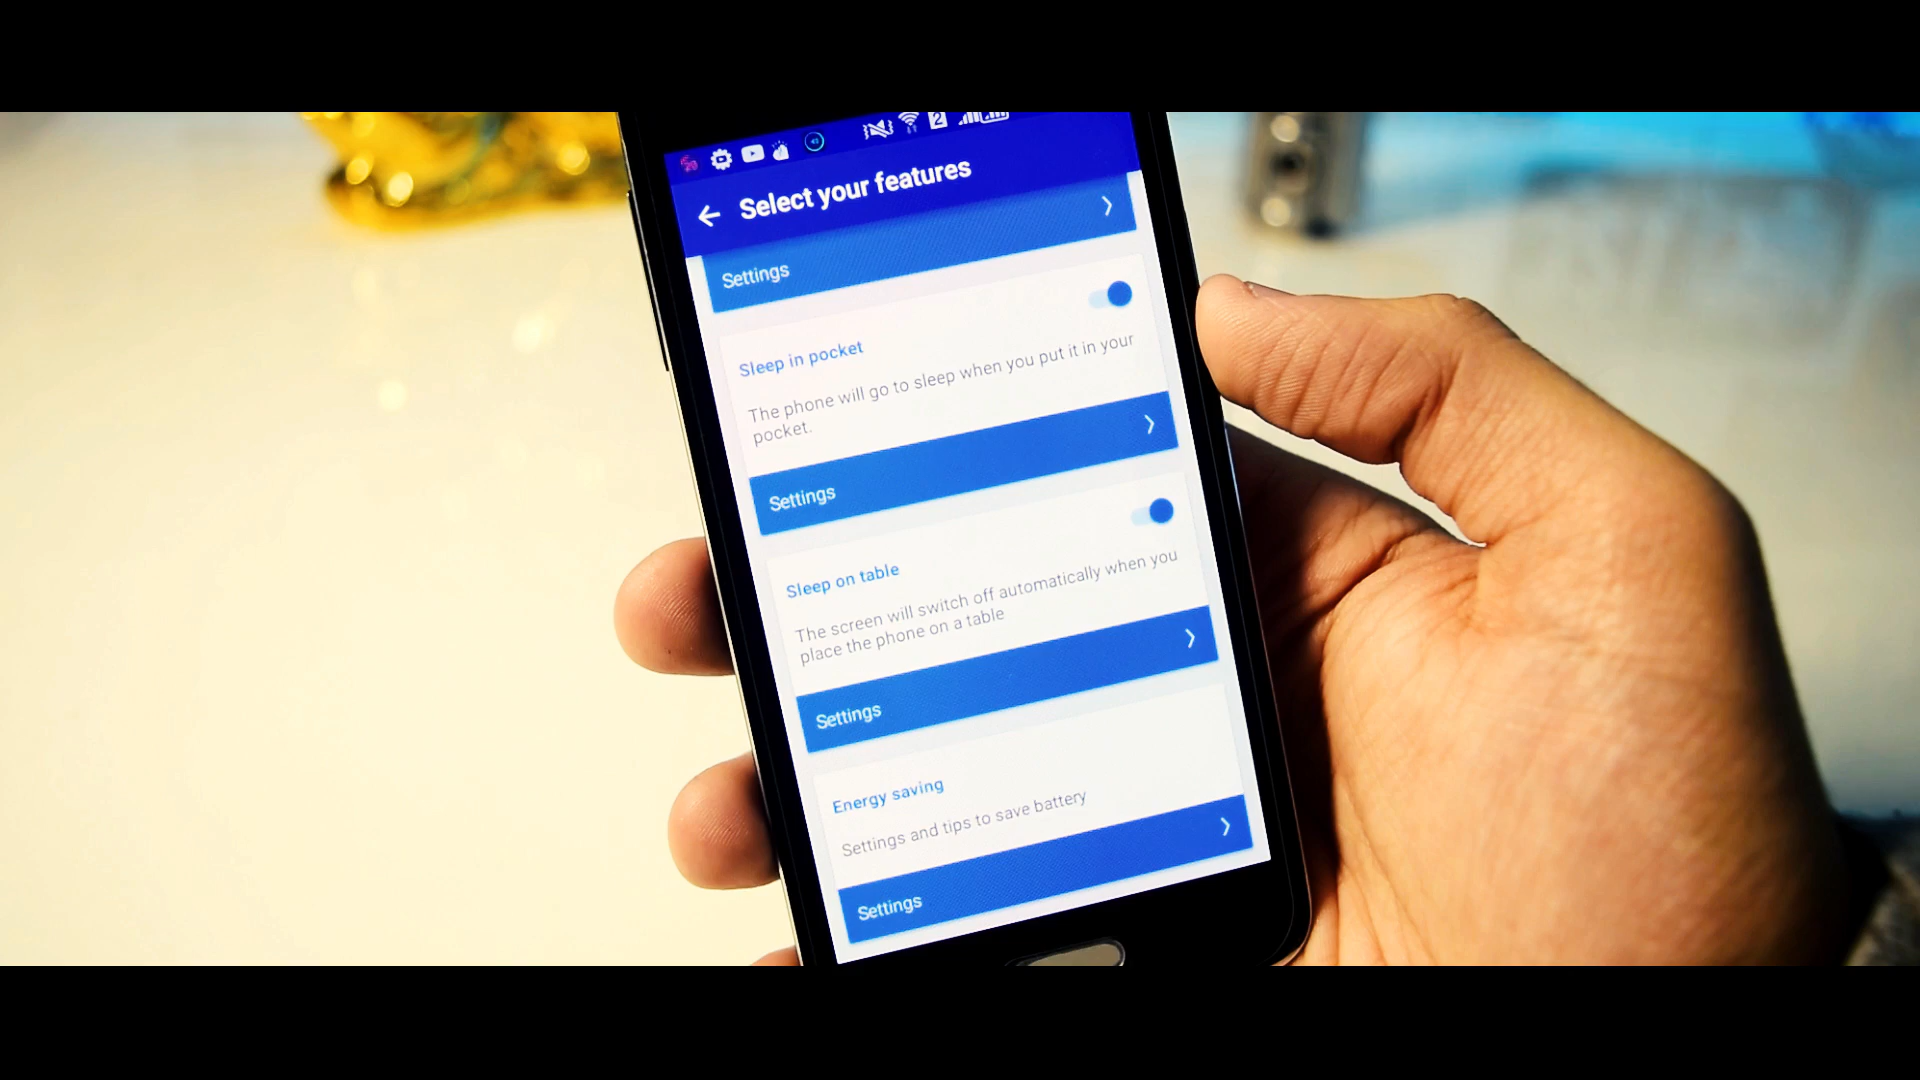 2
Select your features
Settings
Sleep in pocket
The phone will go to sleep when you put it in your
pocket.
Settings
Sleep on table
The screen will switch off automatically when you
place the phone on a table
Settings
Energy saving
Settings and tips to save battery
Settings